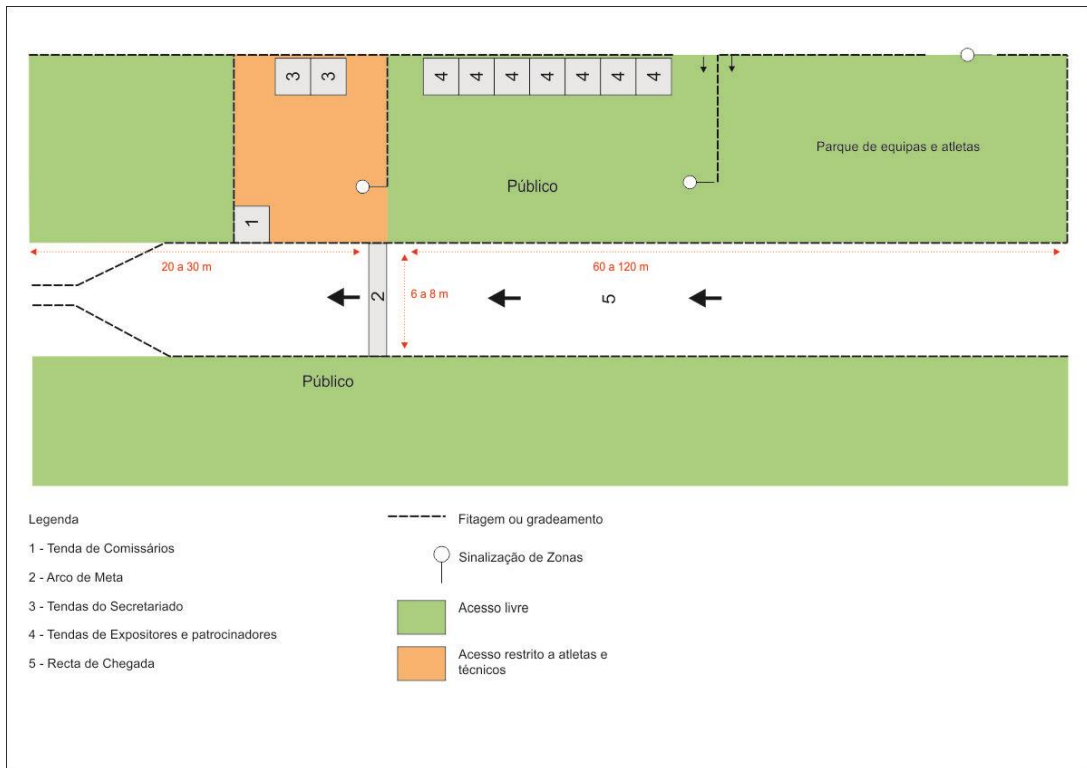 3 3 4 4 4 4 4 4 4
Parque de equipas e atletas
Público
1
20 a 30 m
60 a 120 m
2
6 a 8 m
5
Público
Legenda
1 - Tenda de Comissários
2 - Arco de Meta
3 - Tendas do Secretariado
4 - Tendas de Expositores e patrocinadores
5 - Recta de Chegada
Fitagem ou gradeamento
Sinalização de Zonas
Acesso livre
Acesso restrito a atletas e
técnicos